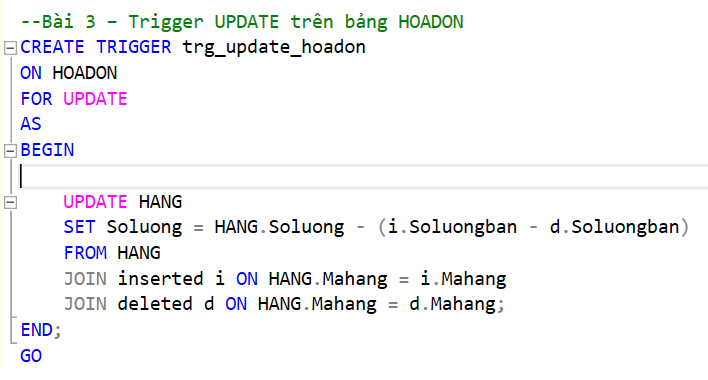 --Bài 3 – Trigger UPDATE trên bảng HOADON
CREATE TRIGGER trg_update_hoadon
ON HOADON
FOR UPDATE
AS
BEGIN
UPDATE HANG
SET Soluong = HANG.Soluong - (i.Soluongban - d.Soluongban)
FROM HANG
JOIN inserted i ON HANG.Mahang = i.Mahang
JOIN deleted d ON HANG.Mahang = d.Mahang;
END;
GO